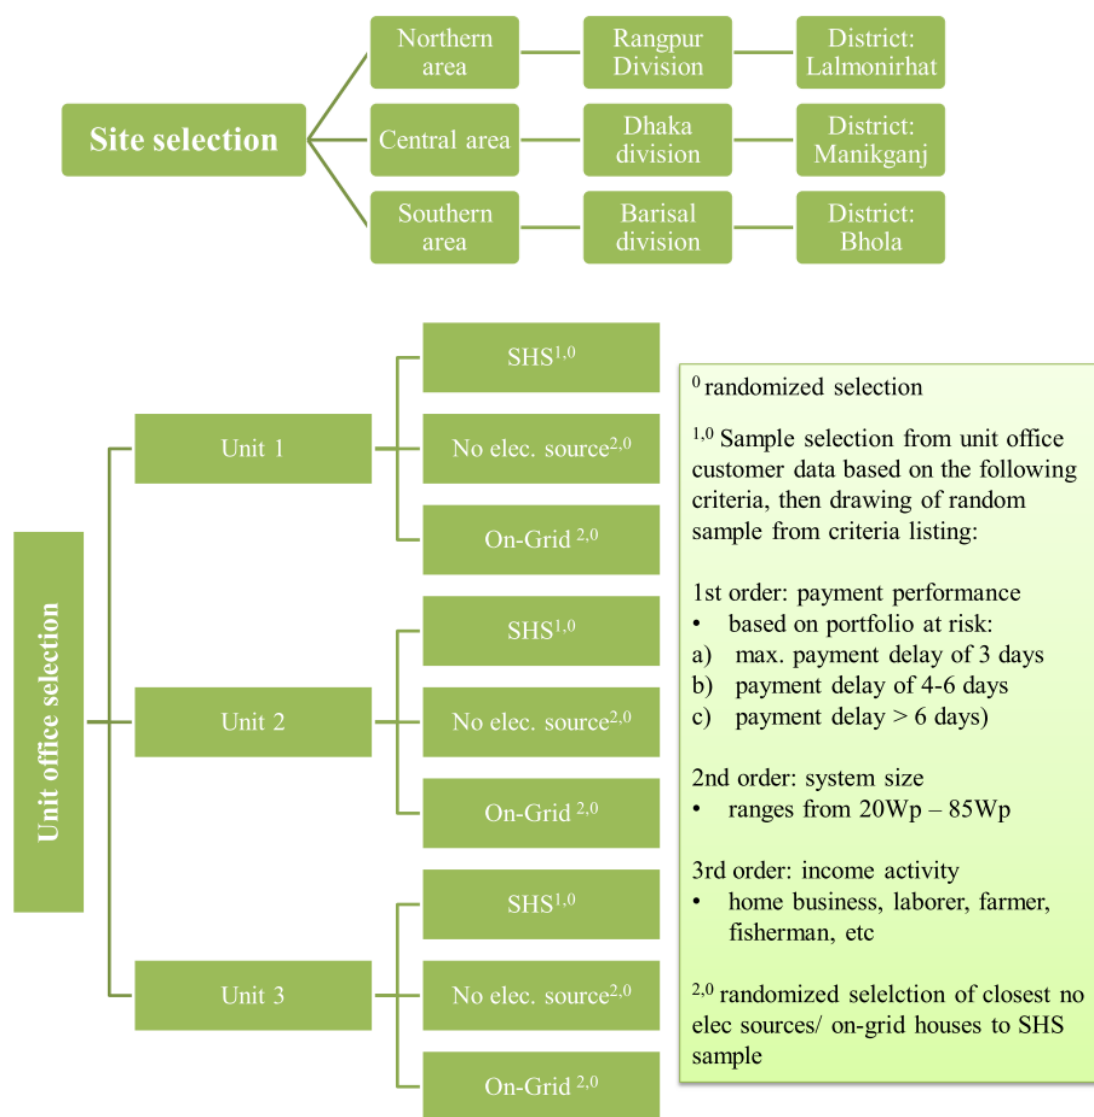 Site selection
Northern
area
Rangpur
Division
District:
Lalmonirhat
Central area
Dhaka
division
District:
Manikganj
Southern
area
Barisal
division
District:
Bhola
Unit office selection
Unit 1
SHS¹,⁰
No elec. source²,⁰
On-Grid ²,⁰
Unit 2
SHS¹,⁰
No elec. source²,⁰
On-Grid ²,⁰
Unit 3
SHS¹,⁰
No elec. source²,⁰
On-Grid ²,⁰
⁰ randomized selection
¹,⁰ Sample selection from unit office
customer data based on the following
criteria, then drawing of random
sample from criteria listing:
1st order: payment performance
• based on portfolio at risk:
a) max. payment delay of 3 days
b) payment delay of 4-6 days
c) payment delay > 6 days)
2nd order: system size
• ranges from 20Wp – 85Wp
3rd order: income activity
• home business, laborer, farmer,
fisherman, etc
²,⁰ randomized selelction of closest no
elec sources/ on-grid houses to SHS
sample